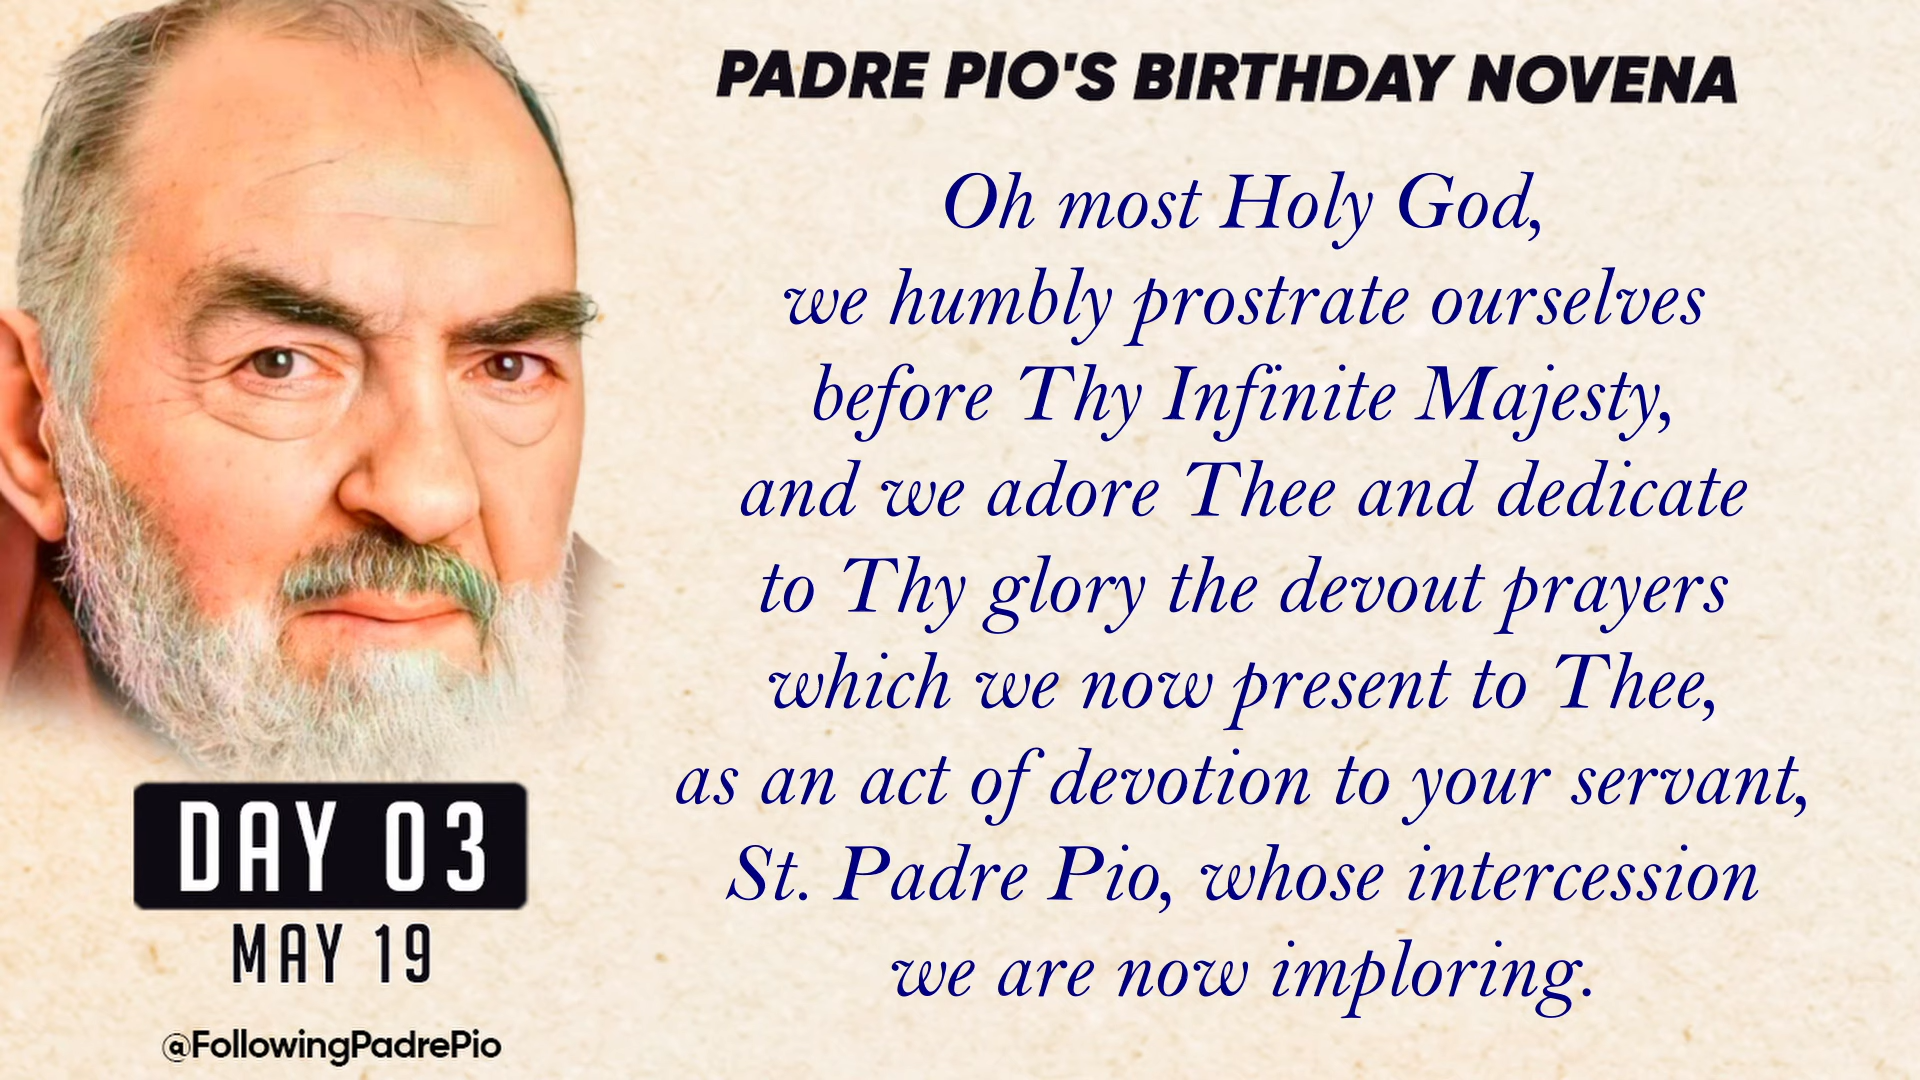 PADRE PIO'S BIRTHDAY NOVENA
Oh most Holy God,
we humbly prostrate ourselves
before Thy Infinite Majesty,
and we adore Thee and dedicate
to Thy glory the devout prayers
which we now present to Thee,
as an act of devotion to your servant,
St. Padre Pio, whose intercession
we are now imploring.
DAY 03
MAY 19
@FollowingPadrePio